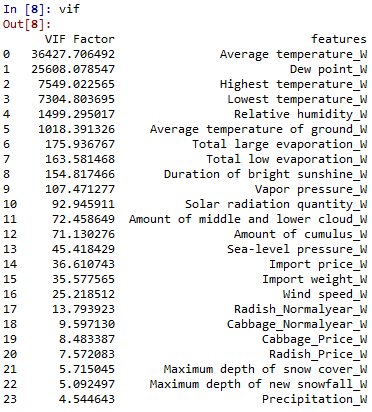 In [8]: vif
Out[8]:
VIF Factor features
0 36427.706492 Average temperature_W
1 25608.078547 Dew point_W
2 7549.022565 Highest temperature_W
3 7304.803695 Lowest temperature_W
4 1499.295017 Relative humidity_W
5 1018.391326 Average temperature of ground_W
6 175.936767 Total large evaporation_W
7 163.581468 Total low evaporation_W
8 154.817466 Duration of bright sunshine_W
9 107.471277 Vapor pressure_W
10 92.945911 Solar radiation quantity_W
11 72.458649 Amount of middle and lower cloud_W
12 71.130276 Amount of cumulus_W
13 45.418429 Sea-level pressure_W
14 36.610743 Import price_W
15 35.577565 Import weight_W
16 25.218512 Wind speed_W
17 13.793923 Radish_Normalyear_W
18 9.597130 Cabbage_Normalyear_W
19 8.483387 Cabbage_Price_W
20 7.572083 Radish_Price_W
21 5.715045 Maximum depth of snow cover_W
22 5.092497 Maximum depth of new snowfall_W
23 4.544643 Precipitation_W